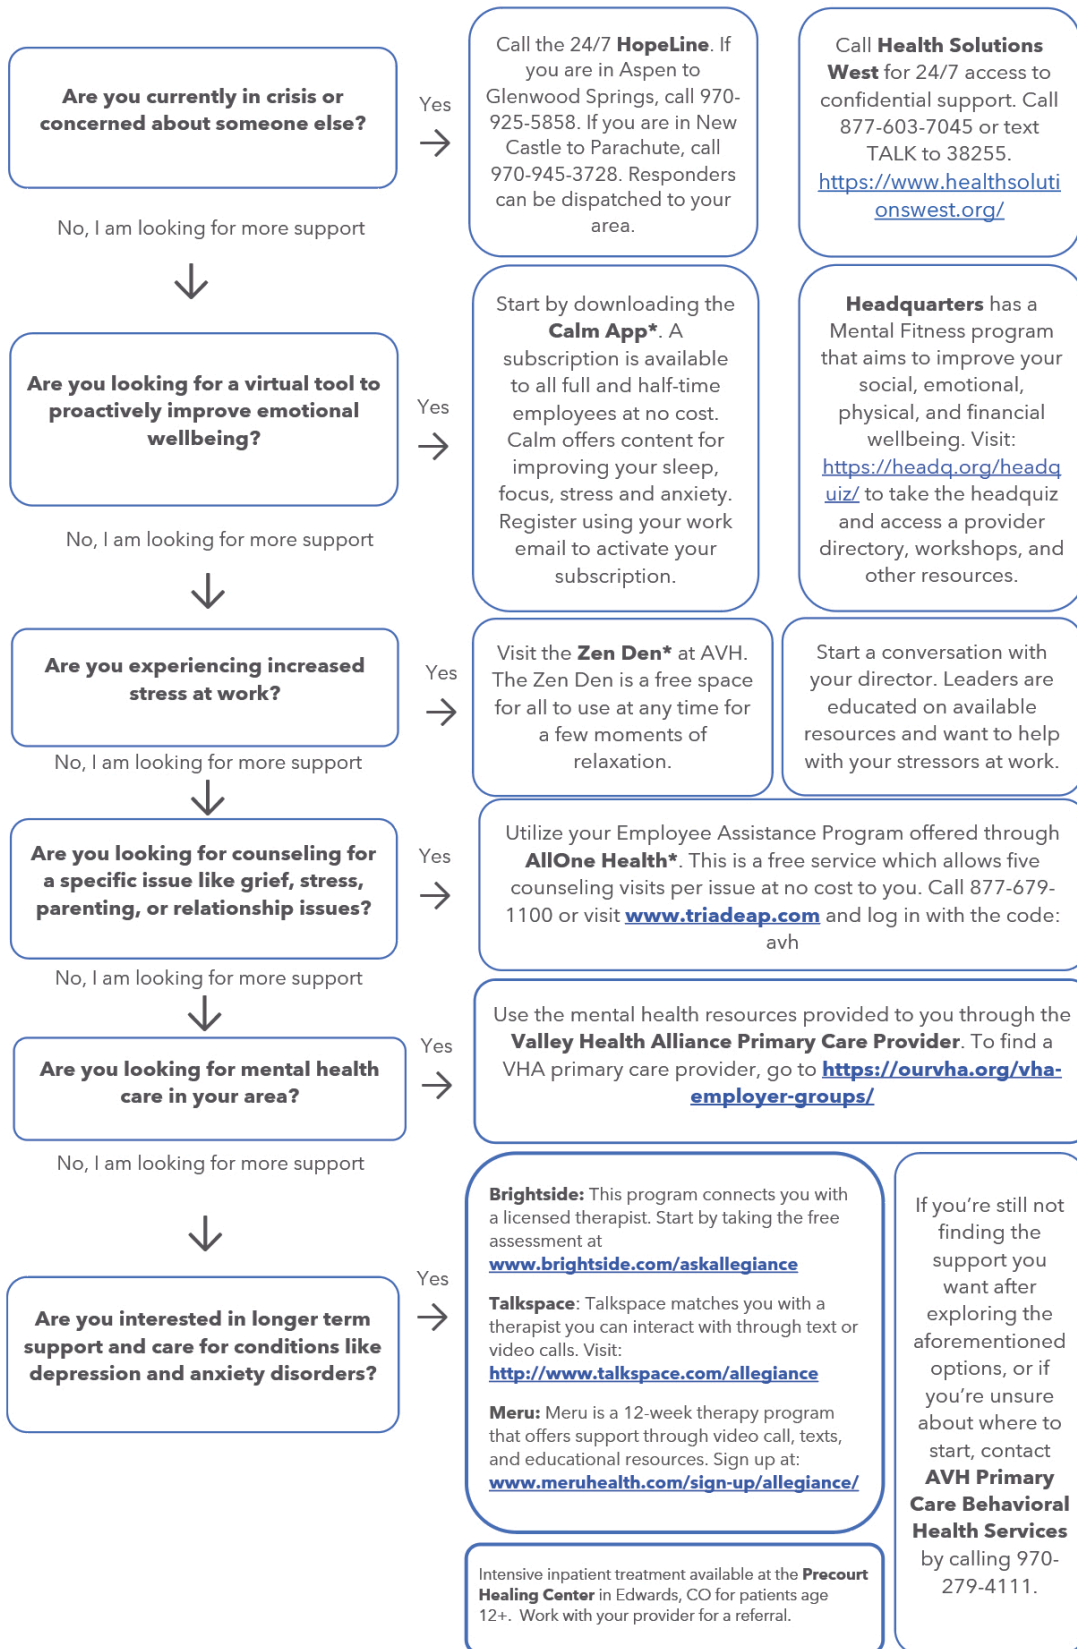 Are you currently in crisis or
concerned about someone else?
Yes
Call the 24/7 HopeLine. If
you are in Aspen to
Glenwood Springs, call 970-
925-5858. If you are in New
Castle to Parachute, call
970-945-3728. Responders
can be dispatched to your
area.
Call Health Solutions
West for 24/7 access to
confidential support. Call
877-603-7045 or text
TALK to 38255.
https://www.healthsoluti
onswest.org/
No, I am looking for more support
Are you looking for a virtual tool to
proactively improve emotional
wellbeing?
Yes
Start by downloading the
Calm App*. A
subscription is available
to all full and half-time
employees at no cost.
Calm offers content for
improving your sleep,
focus, stress and anxiety.
Register using your work
email to activate your
subscription.
Headquarters has a
Mental Fitness program
that aims to improve your
social, emotional,
physical, and financial
wellbeing. Visit:
https://headq.org/headq
uiz/ to take the headquiz
and access a provider
directory, workshops, and
other resources.
No, I am looking for more support
Are you experiencing increased
stress at work?
Yes
Visit the Zen Den* at AVH.
The Zen Den is a free space
for all to use at any time for
a few moments of
relaxation.
Start a conversation with
your director. Leaders are
educated on available
resources and want to help
with your stressors at work.
No, I am looking for more support
Are you looking for counseling for
a specific issue like grief, stress,
parenting, or relationship issues?
Yes
Utilize your Employee Assistance Program offered through
AllOne Health*. This is a free service which allows five
counseling visits per issue at no cost to you. Call 877-679-
1100 or visit www.triadeap.com and log in with the code:
avh
No, I am looking for more support
Are you looking for mental health
care in your area?
Yes
Use the mental health resources provided to you through the
Valley Health Alliance Primary Care Provider. To find a
VHA primary care provider, go to https://ourvha.org/vha-
employer-groups/
No, I am looking for more support
Are you interested in longer term
support and care for conditions like
depression and anxiety disorders?
Yes
Brightside: This program connects you with
a licensed therapist. Start by taking the free
assessment at
www.brightside.com/askallegiance
Talkspace: Talkspace matches you with a
therapist you can interact with through text or
video calls. Visit:
http://www.talkspace.com/allegiance
Meru: Meru is a 12-week therapy program
that offers support through video call, texts,
and educational resources. Sign up at:
www.meruhealth.com/sign-up/allegiance/
Intensive inpatient treatment available at the Precourt
Healing Center in Edwards, CO for patients age
12+. Work with your provider for a referral.
If you're still not
finding the
support you
want after
exploring the
aforementioned
options, or if
you're unsure
about where to
start, contact
AVH Primary
Care Behavioral
Health Services
by calling 970-
279-4111.